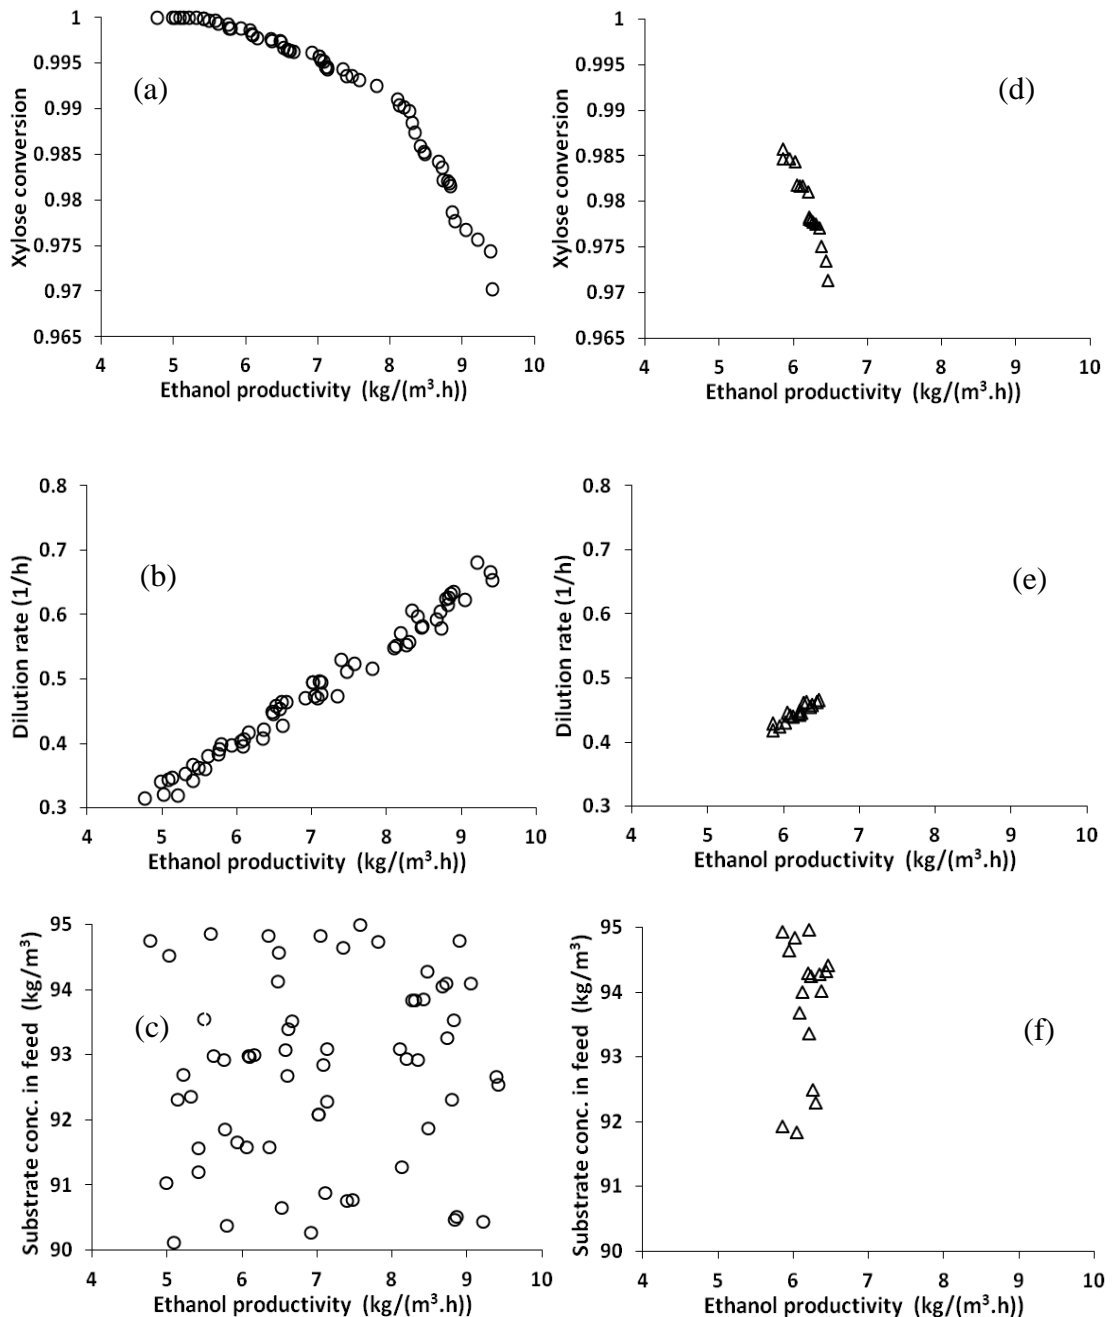 1
0.995
0.99
0.985
0.98
0.975
0.97
0.965
Xylose conversion
(a)
4 5 6 7 8 9 10
Ethanol productivity (kg/(m³.h))
1
0.995
0.99
0.985
0.98
0.975
0.97
0.965
Xylose conversion
(d)
4 5 6 7 8 9 10
Ethanol productivity (kg/(m³.h))
0.8
0.7
0.6
0.5
0.4
0.3
Dilution rate (1/h)
(b)
4 5 6 7 8 9 10
Ethanol productivity (kg/(m³.h))
0.8
0.7
0.6
0.5
0.4
0.3
Dilution rate (1/h)
(e)
4 5 6 7 8 9 10
Ethanol productivity (kg/(m³.h))
95
94
93
92
91
90
Substrate conc. in feed (kg/m³)
(c)
4 5 6 7 8 9 10
Ethanol productivity (kg/(m³.h))
95
94
93
92
91
90
Substrate conc. in feed (kg/m³)
(f)
4 5 6 7 8 9 10
Ethanol productivity (kg/(m³.h))